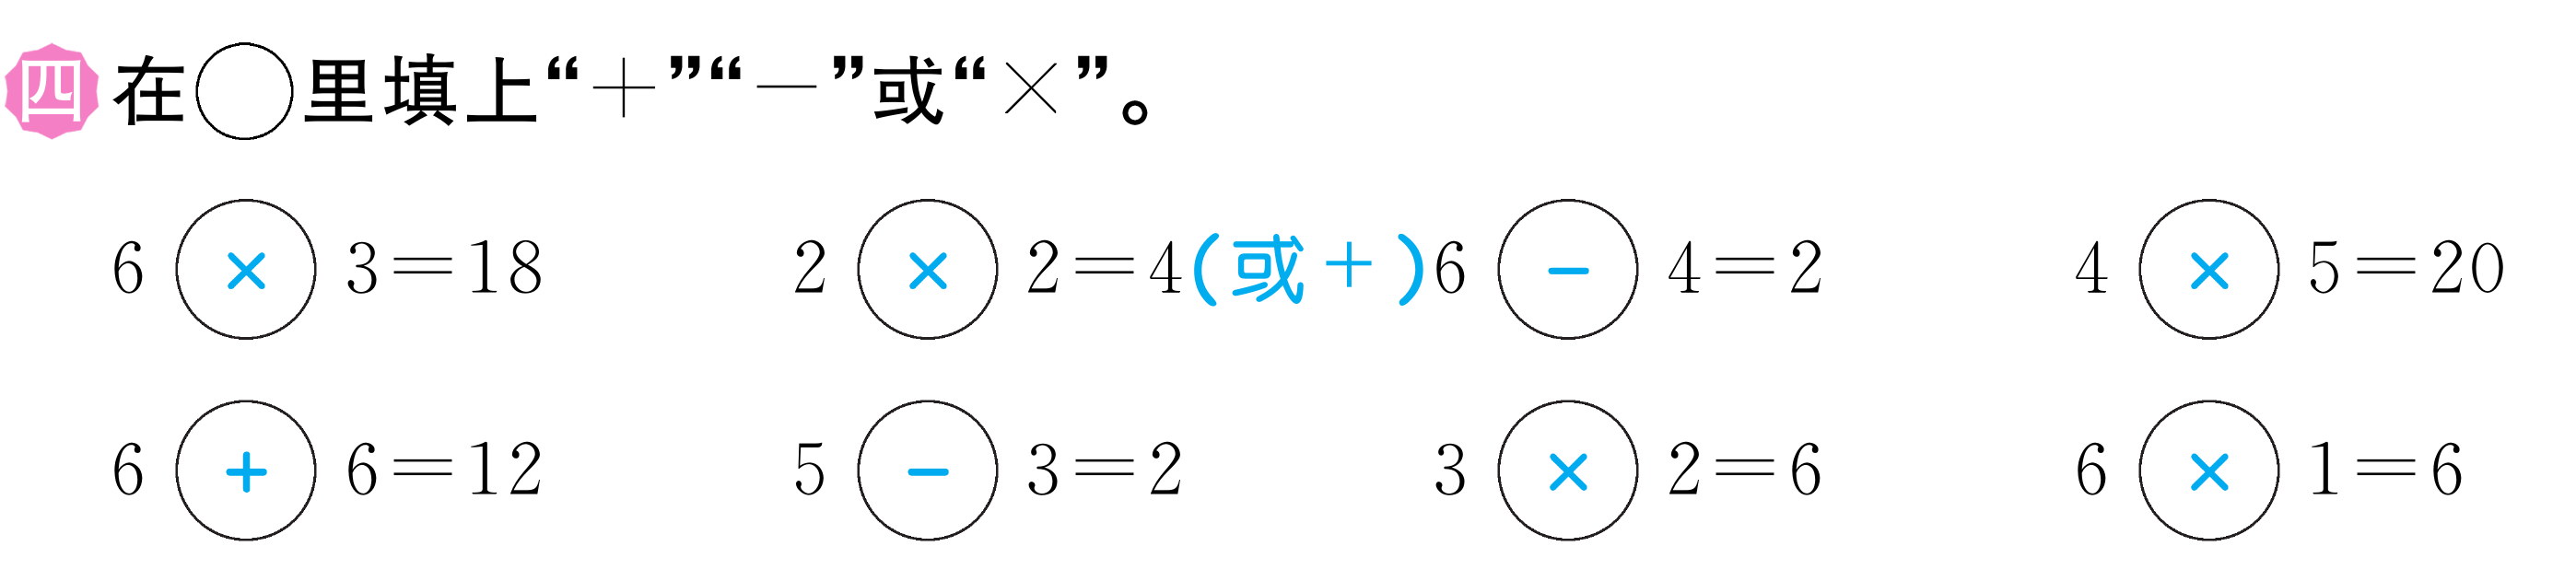 四 在○里填上“+”“－”或“×”。
6 × 3=18 2 × 2=4(或+) 6 － 4=2 4 × 5=20
6 + 6=12 5 － 3=2 3 × 2=6 6 × 1=6